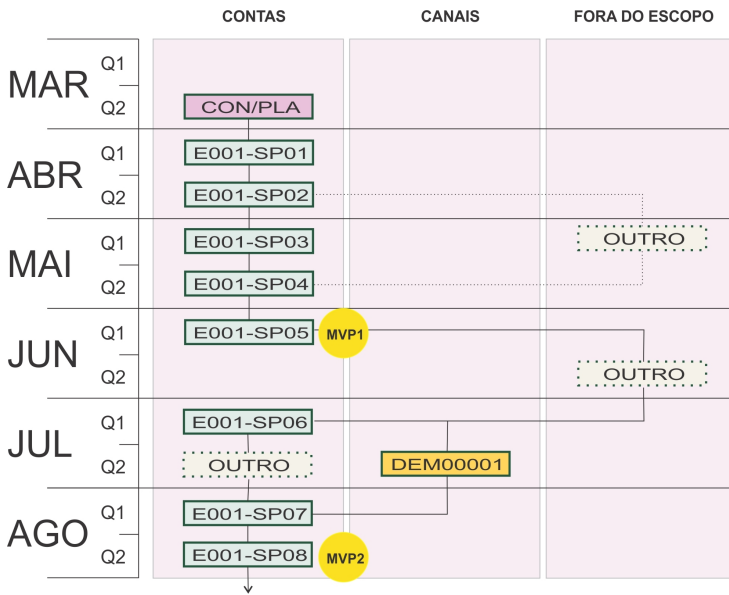 CONTAS CANAIS FORA DO ESCOPO
MAR
Q1
Q2 CON/PLA
ABR
Q1 E001-SP01
Q2 E001-SP02
MAI
Q1 E001-SP03 OUTRO
Q2 E001-SP04
JUN
Q1 E001-SP05 MVP1
Q2 OUTRO
JUL
Q1 E001-SP06
Q2 OUTRO DEM00001
AGO
Q1 E001-SP07
Q2 E001-SP08 MVP2